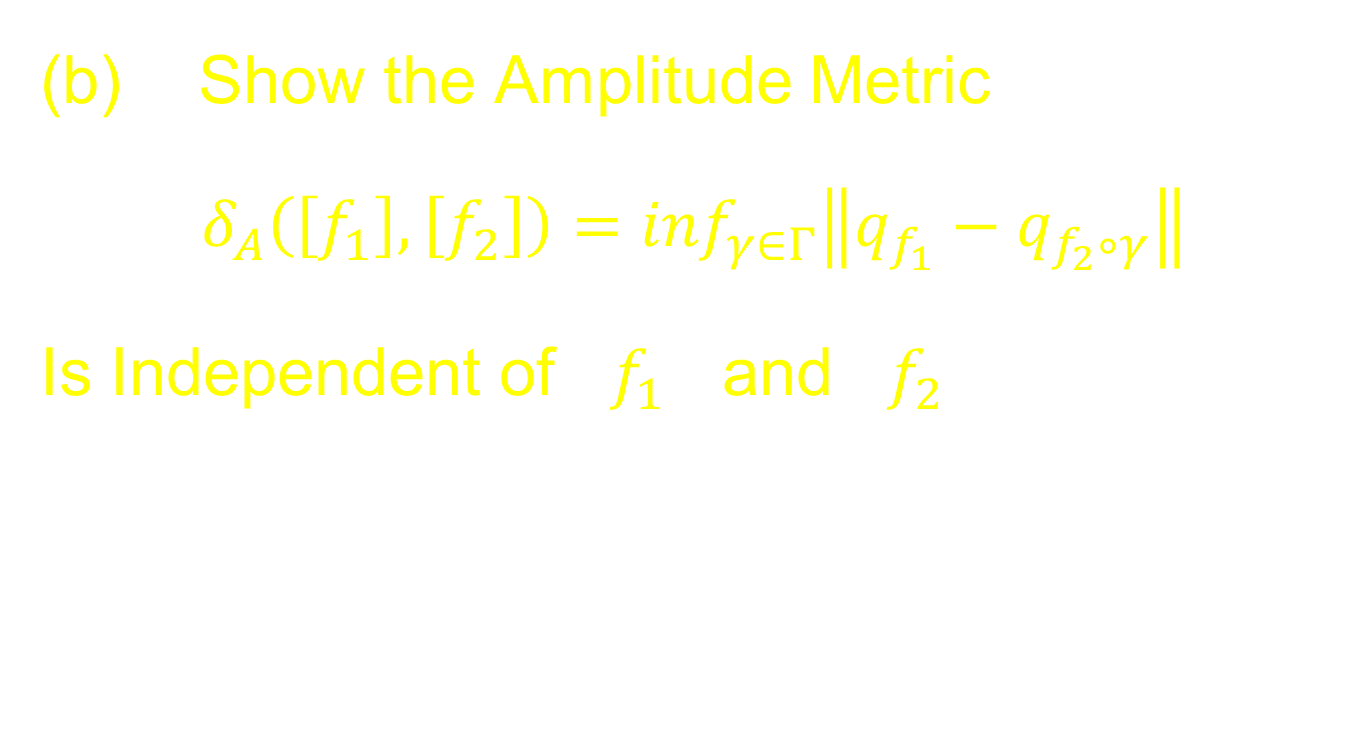 (b) Show the Amplitude Metric
𝛿_A([f_1], [f_2]) = inf_{γ∈Γ}‖q_{f_1} − q_{f_2∘γ}‖
Is Independent of f_1 and f_2